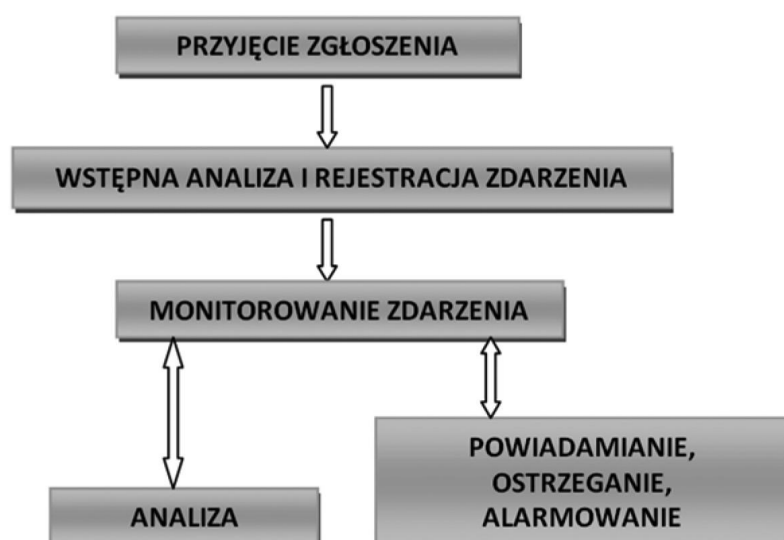 PRZYJĘCIE ZGŁOSZENIA
WSTĘPNA ANALIZA I REJESTRACJA ZDARZENIA
MONITOROWANIE ZDARZENIA
POWIADAMIANIE,
OSTRZEGANIE,
ALARMOWANIE
ANALIZA